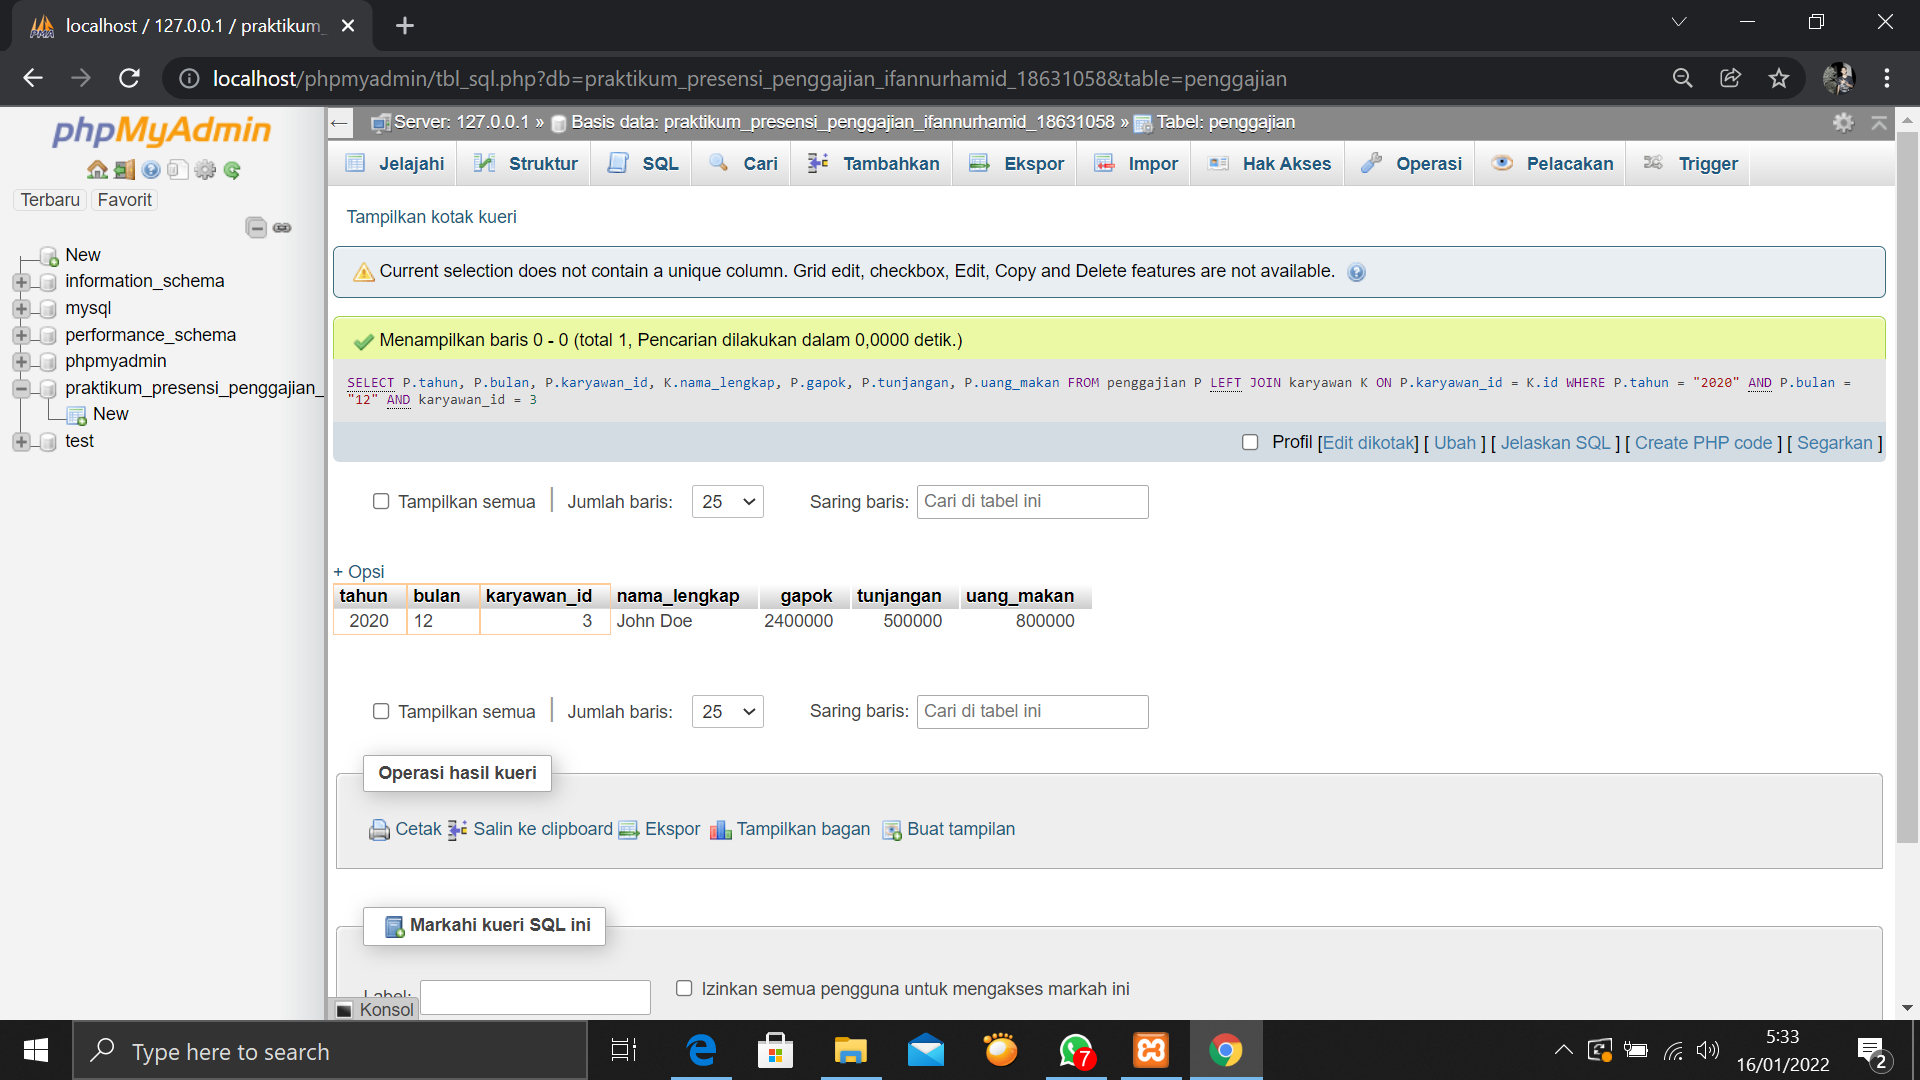 localhost / 127.0.0.1 / praktikum_
localhost/phpmyadmin/tbl_sql.php?db=praktikum_presensi_penggajian_ifannurhamid_18631058&table=penggajian
phpMyAdmin
Terbaru Favorit
New
information_schema
mysql
performance_schema
phpmyadmin
praktikum_presensi_penggajian_
New
test
Server: 127.0.0.1 » Basis data: praktikum_presensi_penggajian_ifannurhamid_18631058 » Tabel: penggajian
Jelajahi Struktur SQL Cari Tambahkan Ekspor Impor Hak Akses Operasi Pelacakan Trigger
Tampilkan kotak kueri
Current selection does not contain a unique column. Grid edit, checkbox, Edit, Copy and Delete features are not available.
Menampilkan baris 0 - 0 (total 1, Pencarian dilakukan dalam 0,0000 detik.)
SELECT P.tahun, P.bulan, P.karyawan_id, K.nama_lengkap, P.gapok, P.tunjangan, P.uang_makan FROM penggajian P LEFT JOIN karyawan K ON P.karyawan_id = K.id WHERE P.tahun = "2020" AND P.bulan =
"12" AND karyawan_id = 3
Profil [Edit dikotak] [ Ubah ] [ Jelaskan SQL ] [ Create PHP code ] [ Segarkan ]
Tampilkan semua | Jumlah baris: 25 Saring baris: Cari di tabel ini
+ Opsi
tahun bulan karyawan_id nama_lengkap gapok tunjangan uang_makan
2020 12 3 John Doe 2400000 500000 800000
Tampilkan semua | Jumlah baris: 25 Saring baris: Cari di tabel ini
Operasi hasil kueri
Cetak Salin ke clipboard Ekspor Tampilkan bagan Buat tampilan
Markahi kueri SQL ini
Label: Izinkan semua pengguna untuk mengakses markah ini
Konsol
Type here to search
7
5:33
16/01/2022
2